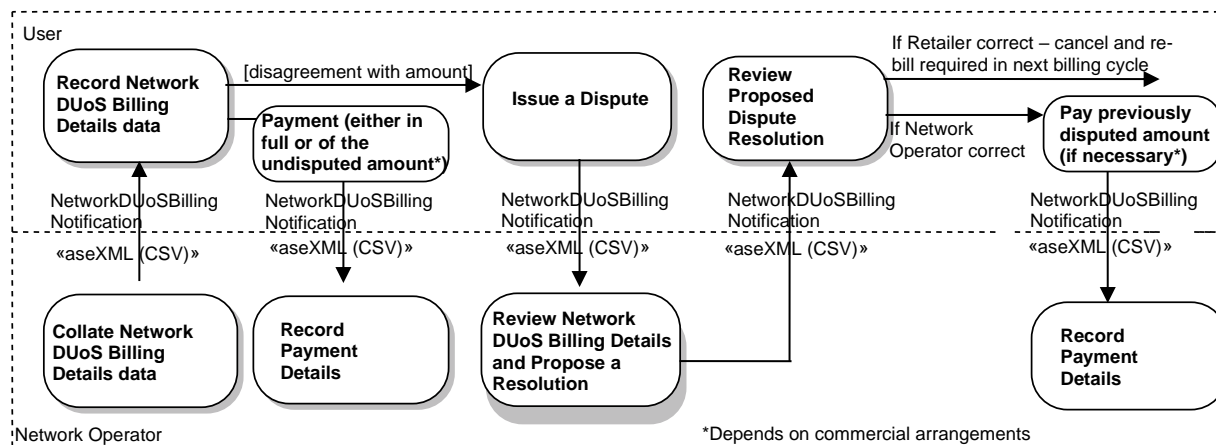 User
Record Network
DUoS Billing
Details data
[disagreement with amount]
Payment (either in
full or of the
undisputed amount*)
Issue a Dispute
Review
Proposed
Dispute
Resolution
If Retailer correct – cancel and re-
bill required in next billing cycle
If Network
Operator correct
Pay previously
disputed amount
(if necessary*)
NetworkDUoSBilling
Notification
«aseXML (CSV)»
NetworkDUoSBilling
Notification
«aseXML (CSV)»
NetworkDUoSBilling
Notification
«aseXML (CSV)»
NetworkDUoSBilling
Notification
«aseXML (CSV)»
NetworkDUoSBilling
Notification
«aseXML (CSV)»
Collate Network
DUoS Billing
Details data
Record
Payment
Details
Review Network
DUoS Billing Details
and Propose a
Resolution
Record
Payment
Details
Network Operator
*Depends on commercial arrangements